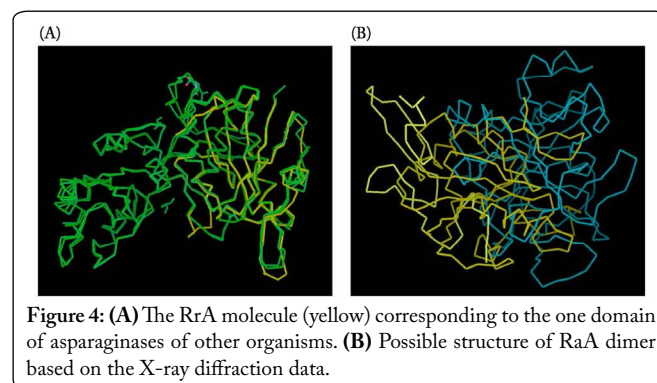 (A) (B)
Figure 4: (A) The RrA molecule (yellow) corresponding to the one domain
of asparaginases of other organisms. (B) Possible structure of RaA dimer
based on the X-ray diffraction data.